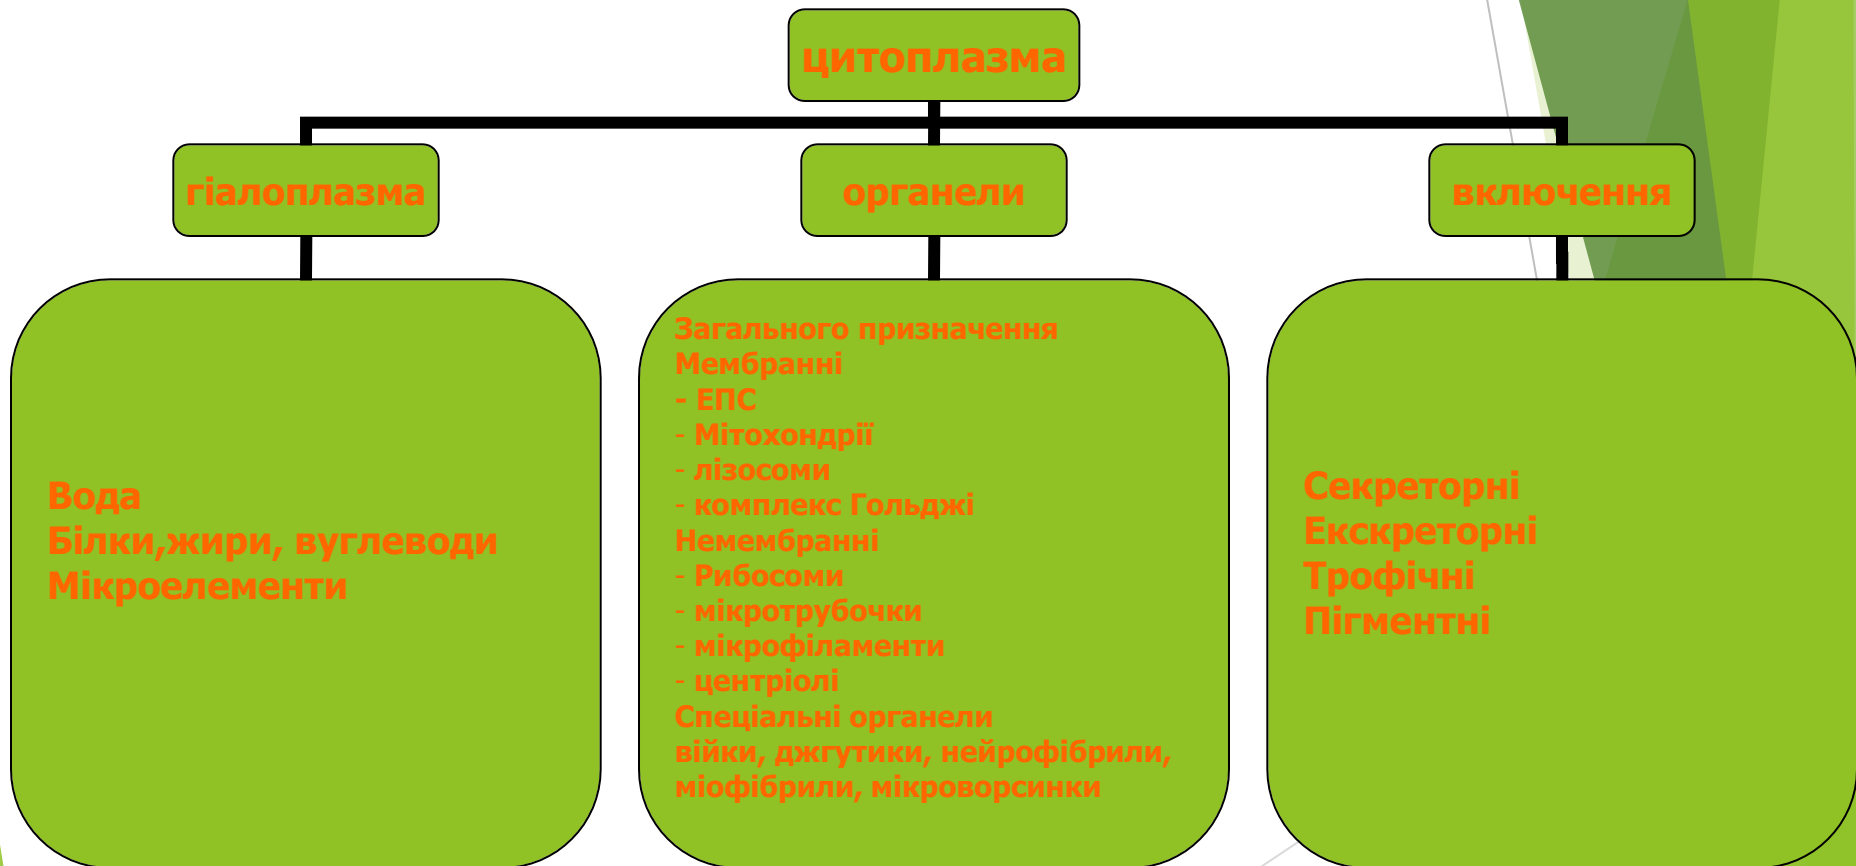 цитоплазма
гіалоплазма
органели
включення
Вода
Білки,жири, вуглеводи
Мікроелементи
Загального призначення
Мембранні
- ЕПС
- Мітохондрії
- лізосоми
- комплекс Гольджі
Немембранні
- Рибосоми
- мікротрубочки
- мікрофіламенти
- центріолі
Спеціальні органели
війки, джгутики, нейрофібрили,
міофібрили, мікроворсинки
Секреторні
Екскреторні
Трофічні
Пігментні